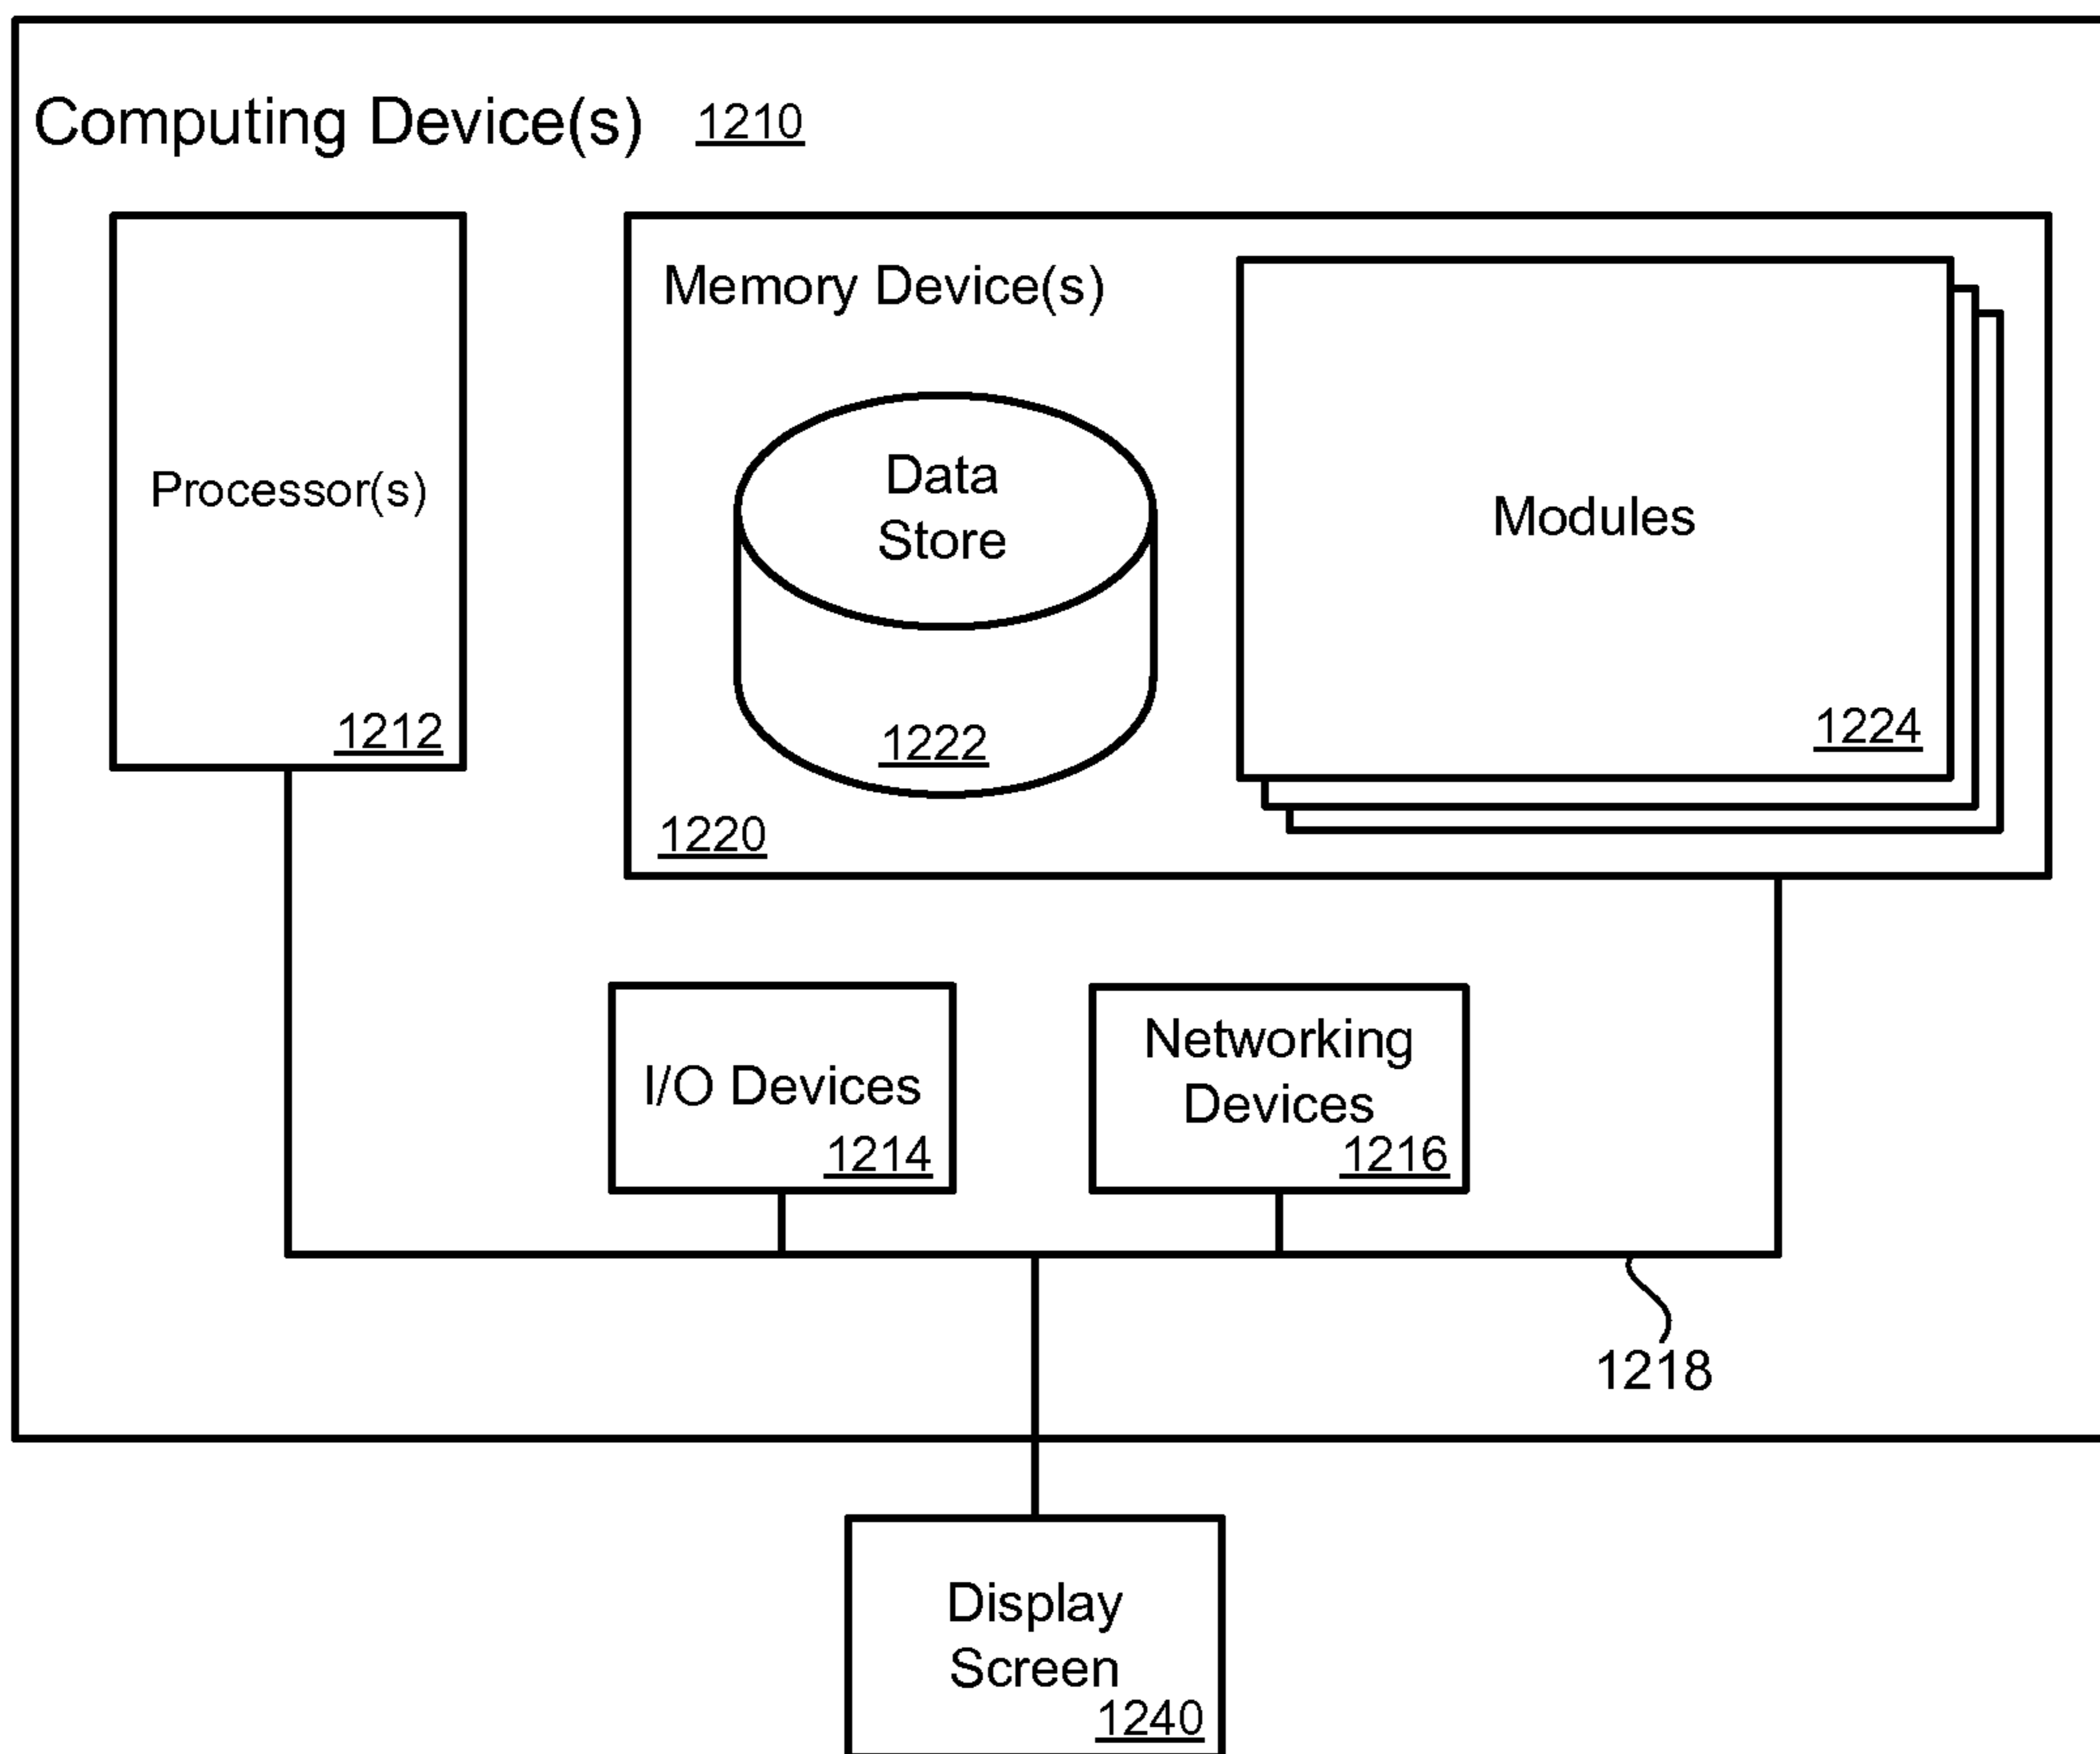 Computing Device(s) 1210
Memory Device(s)
Data
Store
Processor(s)
Modules
1212
1222
1224
1220
I/O Devices
1214
Networking
Devices
1216
1218
Display
Screen
1240